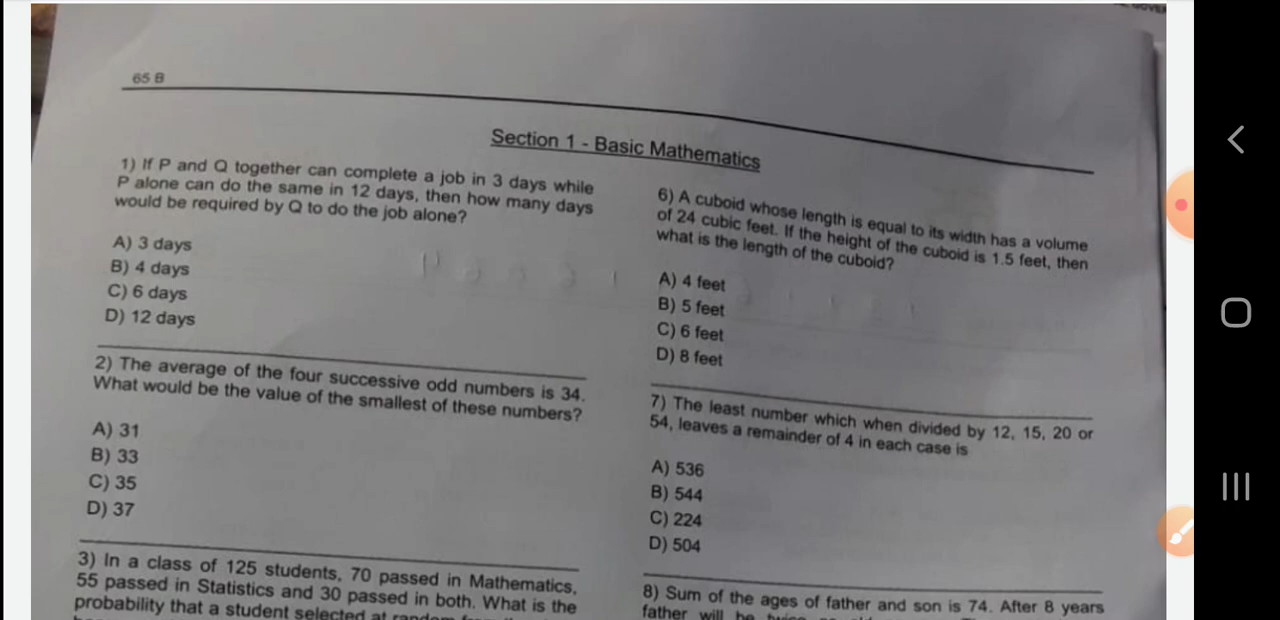 65 B
Section 1 - Basic Mathematics
1) If P and Q together can complete a job in 3 days while
P alone can do the same in 12 days, then how many days
would be required by Q to do the job alone?
A) 3 days
B) 4 days
C) 6 days
D) 12 days
2) The average of the four successive odd numbers is 34.
What would be the value of the smallest of these numbers?
A) 31
B) 33
C) 35
D) 37
3) In a class of 125 students, 70 passed in Mathematics,
55 passed in Statistics and 30 passed in both. What is the
probability that a student selected at random
6) A cuboid whose length is equal to its width has a volume
of 24 cubic feet. If the height of the cuboid is 1.5 feet, then
what is the length of the cuboid?
A) 4 feet
B) 5 feet
C) 6 feet
D) 8 feet
7) The least number which when divided by 12, 15, 20 or
54, leaves a remainder of 4 in each case is
A) 536
B) 544
C) 224
D) 504
8) Sum of the ages of father and son is 74. After 8 years
father will be twice